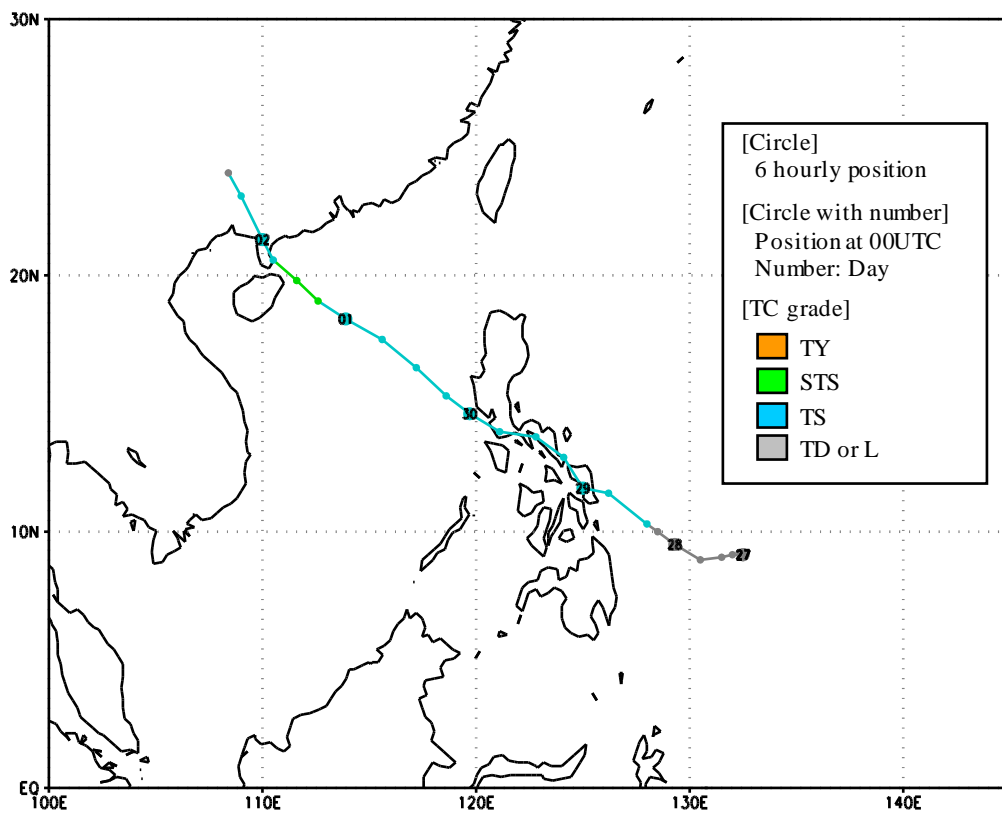 30N
[Circle]
6 hourly position
[Circle with number]
Position at 00UTC
Number: Day
[TC grade]
TY
STS
TS
TD or L
02
20N
01
30
29
10N
28
27
EQ
100E 110E 120E 130E 140E